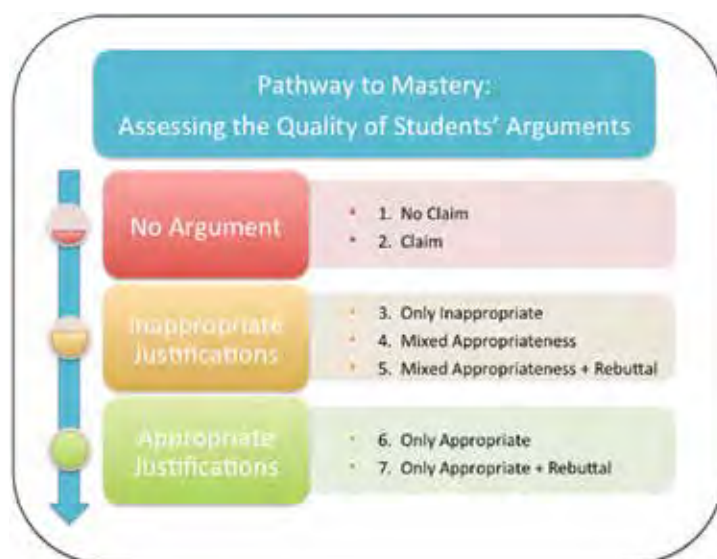 Pathway to Mastery:
Assessing the Quality of Students' Arguments
No Argument
1. No Claim
2. Claim
Inappropriate
Justifications
3. Only Inappropriate
4. Mixed Appropriateness
5. Mixed Appropriateness + Rebuttal
Appropriate
Justifications
6. Only Appropriate
7. Only Appropriate + Rebuttal